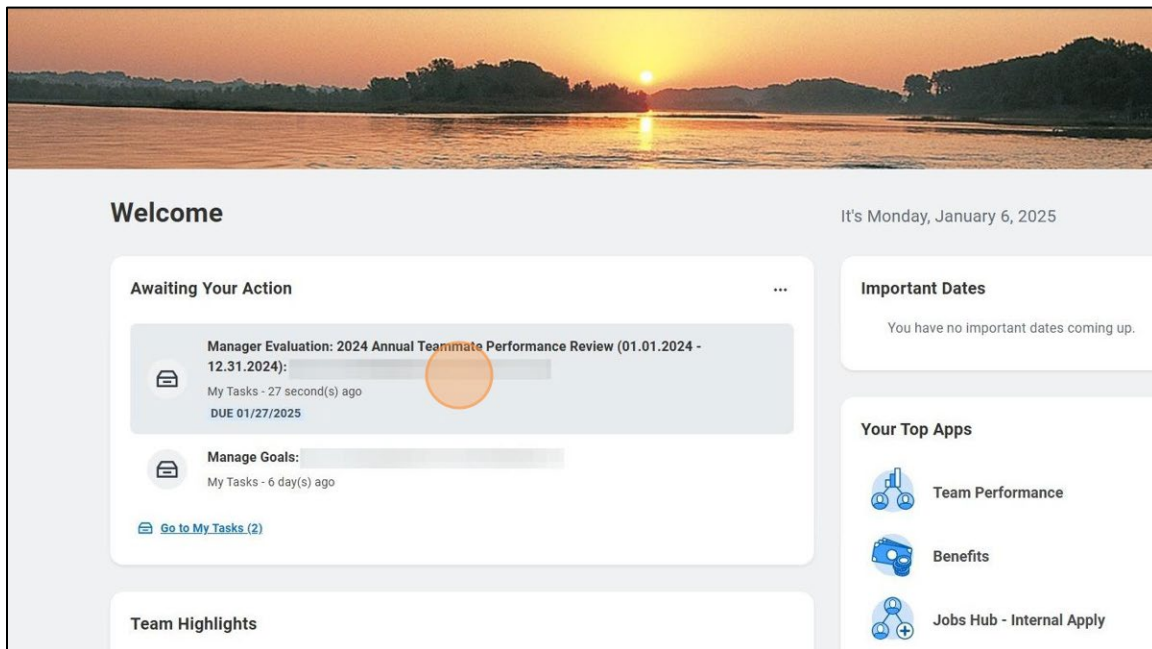 Welcome
It's Monday, January 6, 2025
Awaiting Your Action
...
Manager Evaluation: 2024 Annual Teammate Performance Review (01.01.2024 -
12.31.2024):
My Tasks - 27 second(s) ago
DUE 01/27/2025
Manage Goals:
My Tasks - 6 day(s) ago
Go to My Tasks (2)
Team Highlights
Important Dates
You have no important dates coming up.
Your Top Apps
Team Performance
Benefits
Jobs Hub - Internal Apply